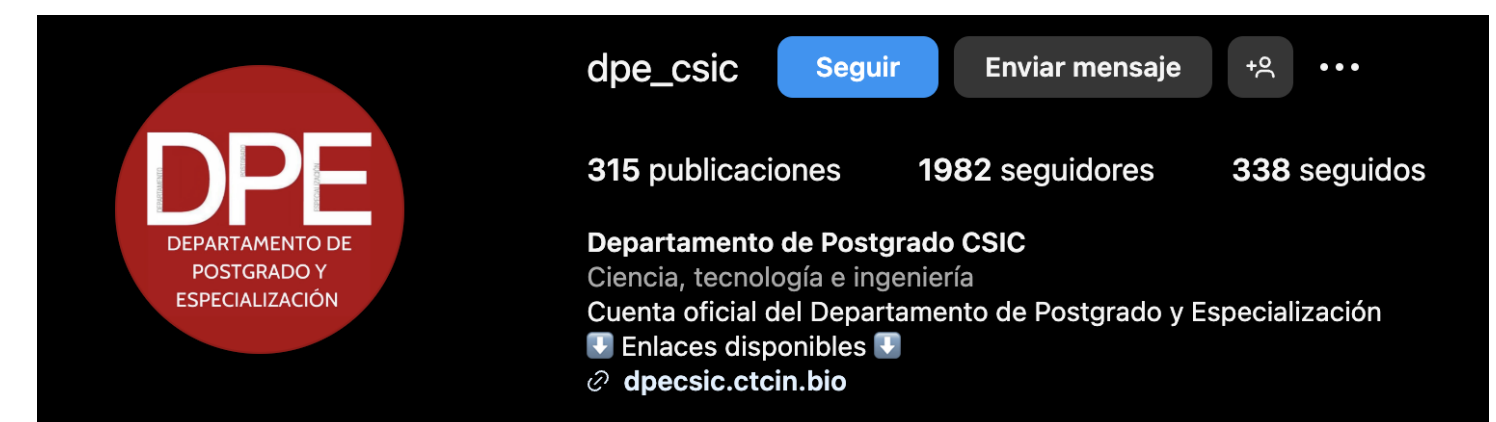 DPE
DEPARTAMENTO DE
POSTGRADO Y
ESPECIALIZACIÓN
dpe_csic Seguir Enviar mensaje
315 publicaciones 1982 seguidores 338 seguidos
Departamento de Postgrado CSIC
Ciencia, tecnología e ingeniería
Cuenta oficial del Departamento de Postgrado y Especialización
⬇️ Enlaces disponibles ⬇️
dpecsic.ctcin.bio